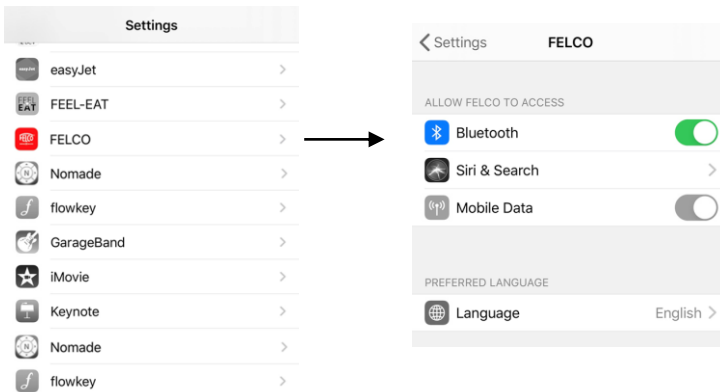 Settings
easyJet
FEEL-EAT
FELCO
Nomade
flowkey
GarageBand
iMovie
Keynote
Nomade
flowkey
Settings FELCO
ALLOW FELCO TO ACCESS
Bluetooth
Siri & Search
Mobile Data
PREFERRED LANGUAGE
Language English